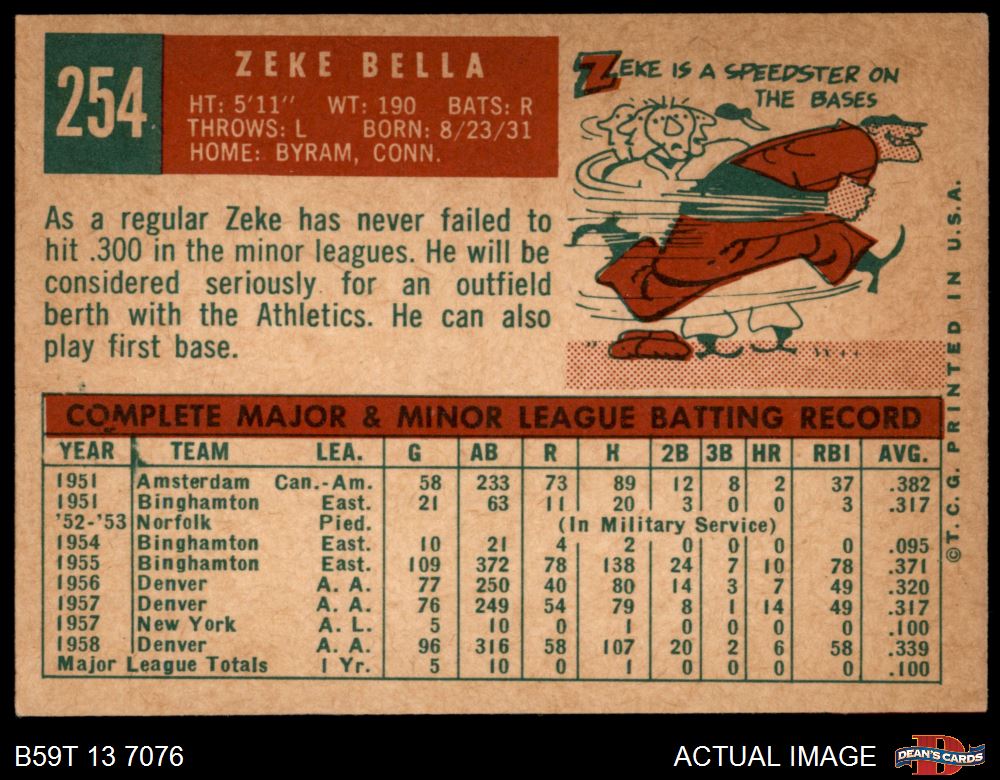 254
ZEKE BELLA
HT: 5'11" WT: 190 BATS: R
THROWS: L BORN: 8/23/31
HOME: BYRAM, CONN.
ZEKE IS A SPEEDSTER ON
THE BASES
As a regular Zeke has never failed to
hit .300 in the minor leagues. He will be
considered seriously for an outfield
berth with the Athletics. He can also
play first base.
COMPLETE MAJOR & MINOR LEAGUE BATTING RECORD
YEAR TEAM LEA. G AB R H 2B 3B HR RBI AVG.
1951 Amsterdam Can.-Am. 58 233 73 89 12 8 2 37 .382
1951 Binghamton East. 21 63 11 20 3 0 0 3 .317
'52-'53 Norfolk Pied. (In Military Service)
1954 Binghamton East. 10 21 4 2 0 0 0 0 .095
1955 Binghamton East. 109 372 78 138 24 7 10 78 .371
1956 Denver A. A. 77 250 40 80 14 3 7 49 .320
1957 Denver A. A. 76 249 54 79 8 1 14 49 .317
1957 New York A. L. 5 10 0 1 0 0 0 0 .100
1958 Denver A. A. 96 316 58 107 20 2 6 58 .339
Major League Totals 1 Yr. 5 10 0 1 0 0 0 0 .100
©T.C.G. PRINTED IN U.S.A.
B59T 13 7076
ACTUAL IMAGE
D
DEAN'S CARDS